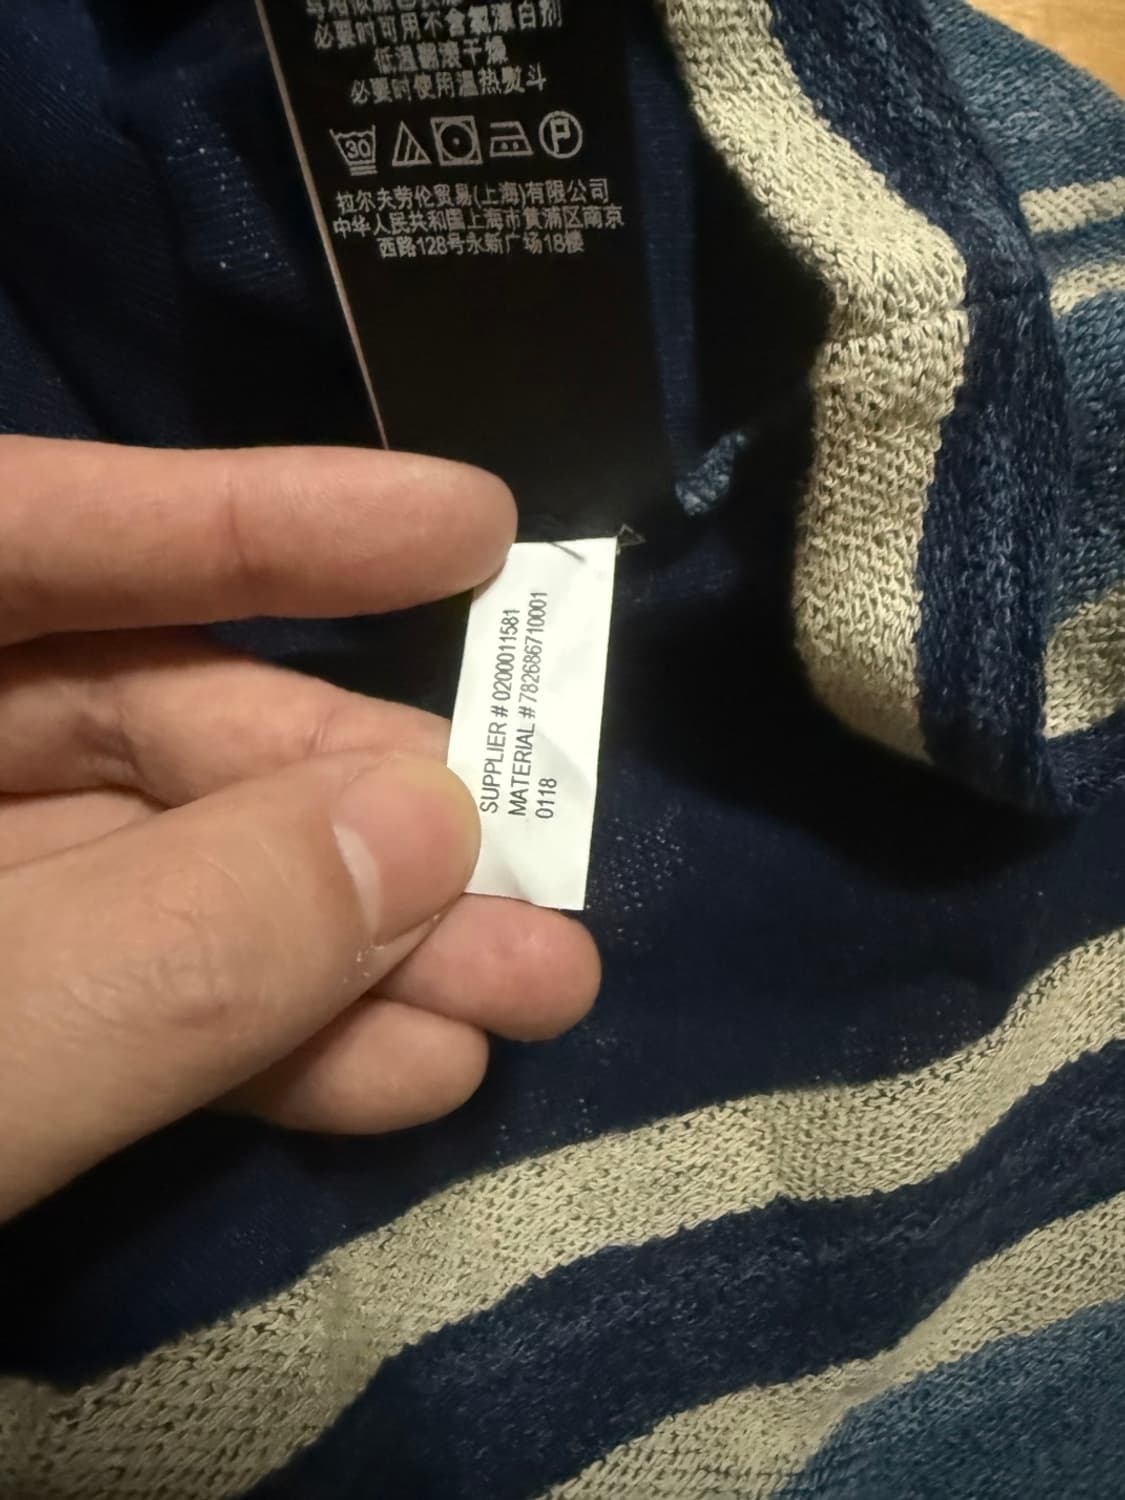 必要时可用不含氯漂白剂
低温翻滚干燥
必要时使用温热熨斗
30 P
拉尔夫劳伦贸易(上海)有限公司
中华人民共和国上海市黄浦区南京
西路128号永新广场18楼
SUPPLIER # 0200011581
MATERIAL # 782686710001
0118